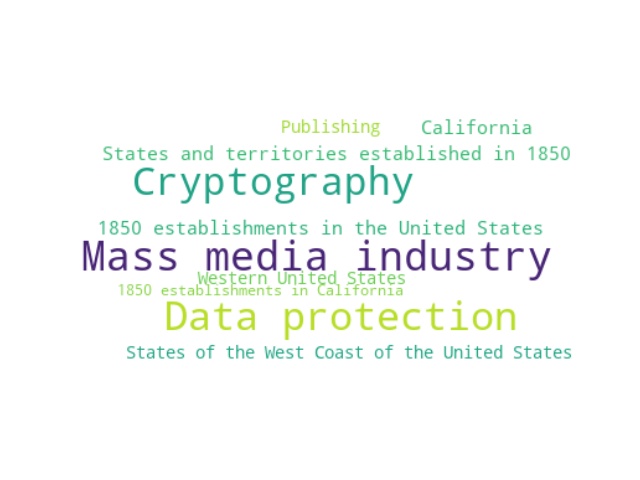 Publishing California
States and territories established in 1850
Cryptography
1850 establishments in the United States
Mass media industry
Western United States
1850 establishments in California
Data protection
States of the West Coast of the United States